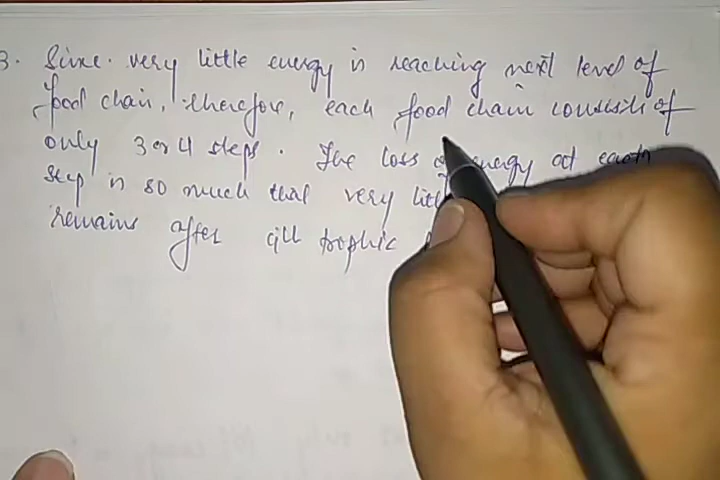 3. Since very little energy is reaching next level of
food chain, therefore, each food chain consists of
only 3 or 4 steps. The loss of energy at each
step is so much that very
remains after trophic